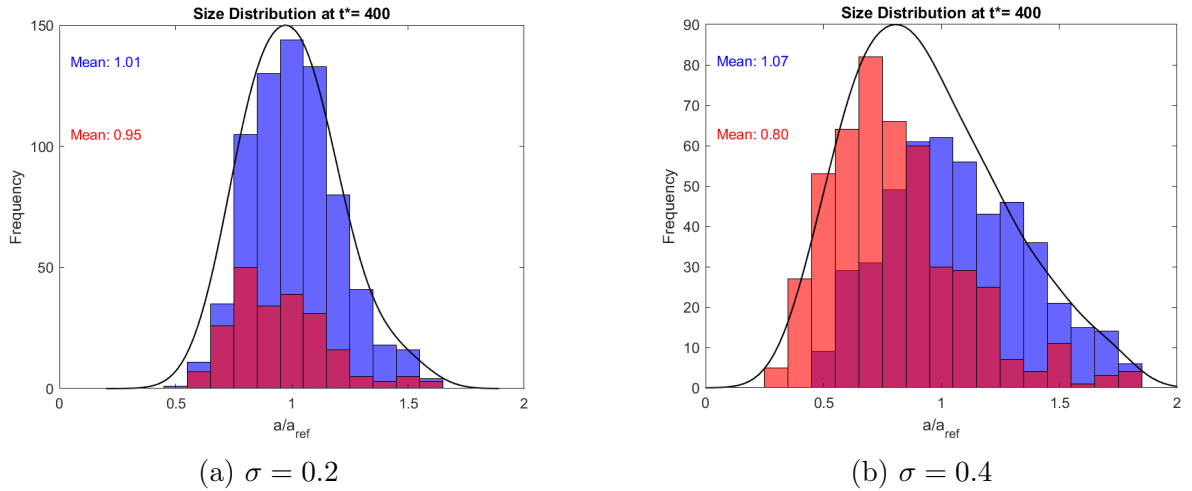 Size Distribution at t*= 400
150
100
50
0
Mean: 1.01
Mean: 0.95
Frequency
0
0.5
1
1.5
2
a/a_ref
(a) σ = 0.2
Size Distribution at t*= 400
90
80
70
60
50
40
30
20
10
0
Mean: 1.07
Mean: 0.80
Frequency
0
0.5
1
1.5
2
a/a_ref
(b) σ = 0.4